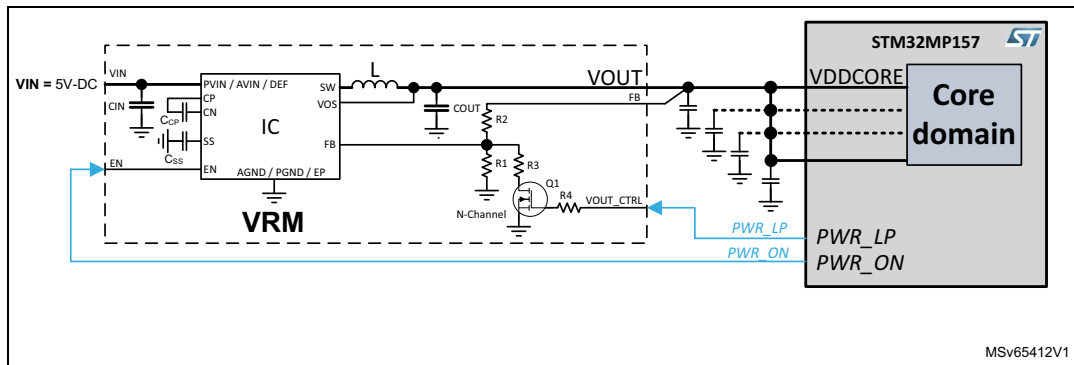 STM32MP157
ST
VIN = 5V-DC
VIN
CIN
PVIN / AVIN / DEF
CP
CN
CCP
SS
CSS
EN
EN
IC
SW
VOS
FB
AGND / PGND / EP
L
VOUT
COUT
FB
R2
R1
R3
Q1
N-Channel
R4
VOUT_CTRL
VRM
VDDCORE
Core
domain
PWR_LP
PWR_LP
PWR_ON
PWR_ON
MSv65412V1